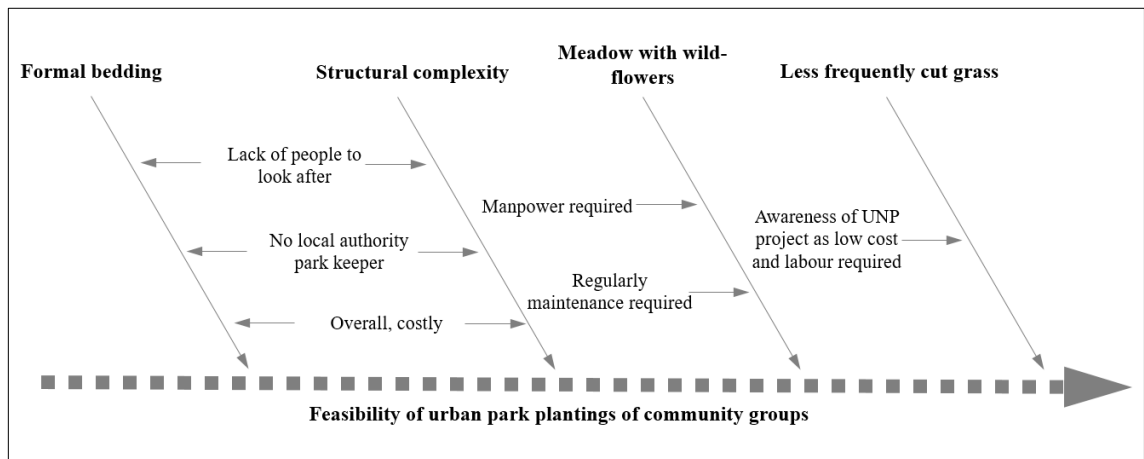 Formal bedding
Structural complexity
Meadow with wild-
flowers
Less frequently cut grass
Lack of people to
look after
No local authority
park keeper
Overall, costly
Manpower required
Regularly
maintenance required
Awareness of UNP
project as low cost
and labour required
Feasibility of urban park plantings of community groups